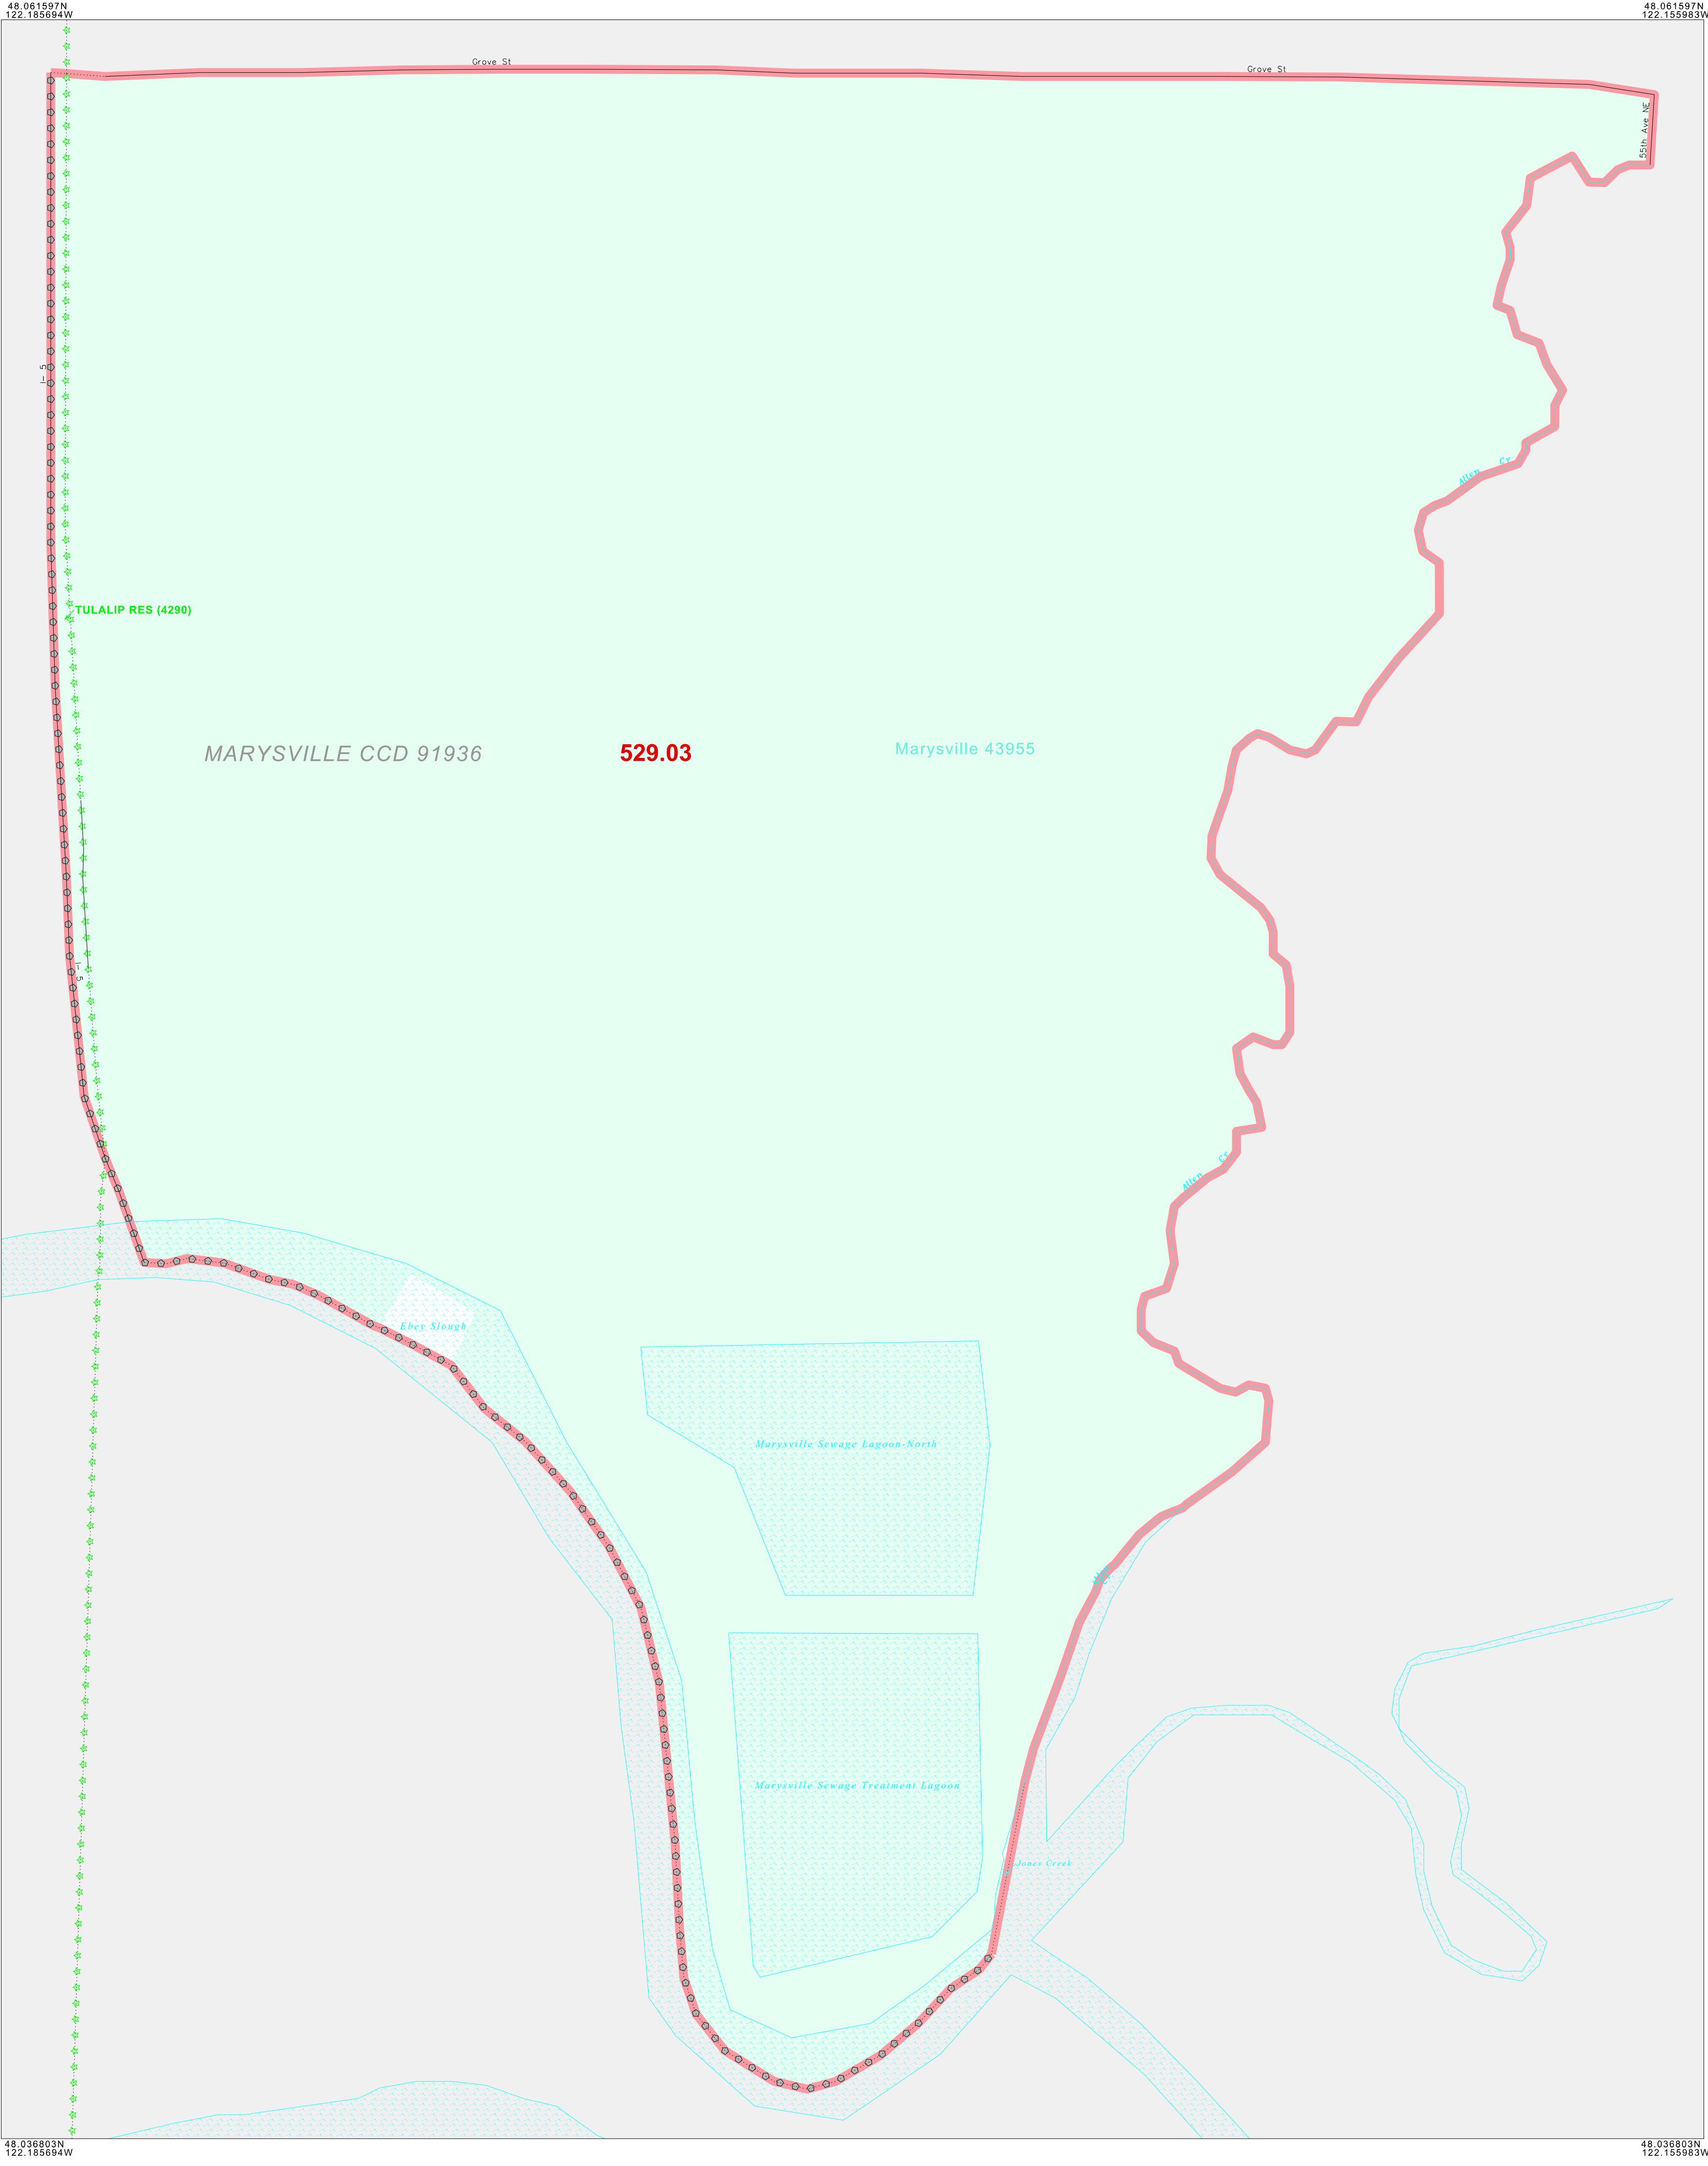 48.061597N
122.185694W
48.061597N
122.155983W
Grove St
Grove St
55th Ave NE
I- 5
Allen Cr
TULALIP RES (4290)
MARYSVILLE CCD 91936
529.03
Marysville 43955
I- 5
Allen Cr
Ebey Slough
Marysville Sewage Lagoon-North
Marysville Sewage Treatment Lagoon
Jones Creek
48.036803N
122.185694W
48.036803N
122.155983W